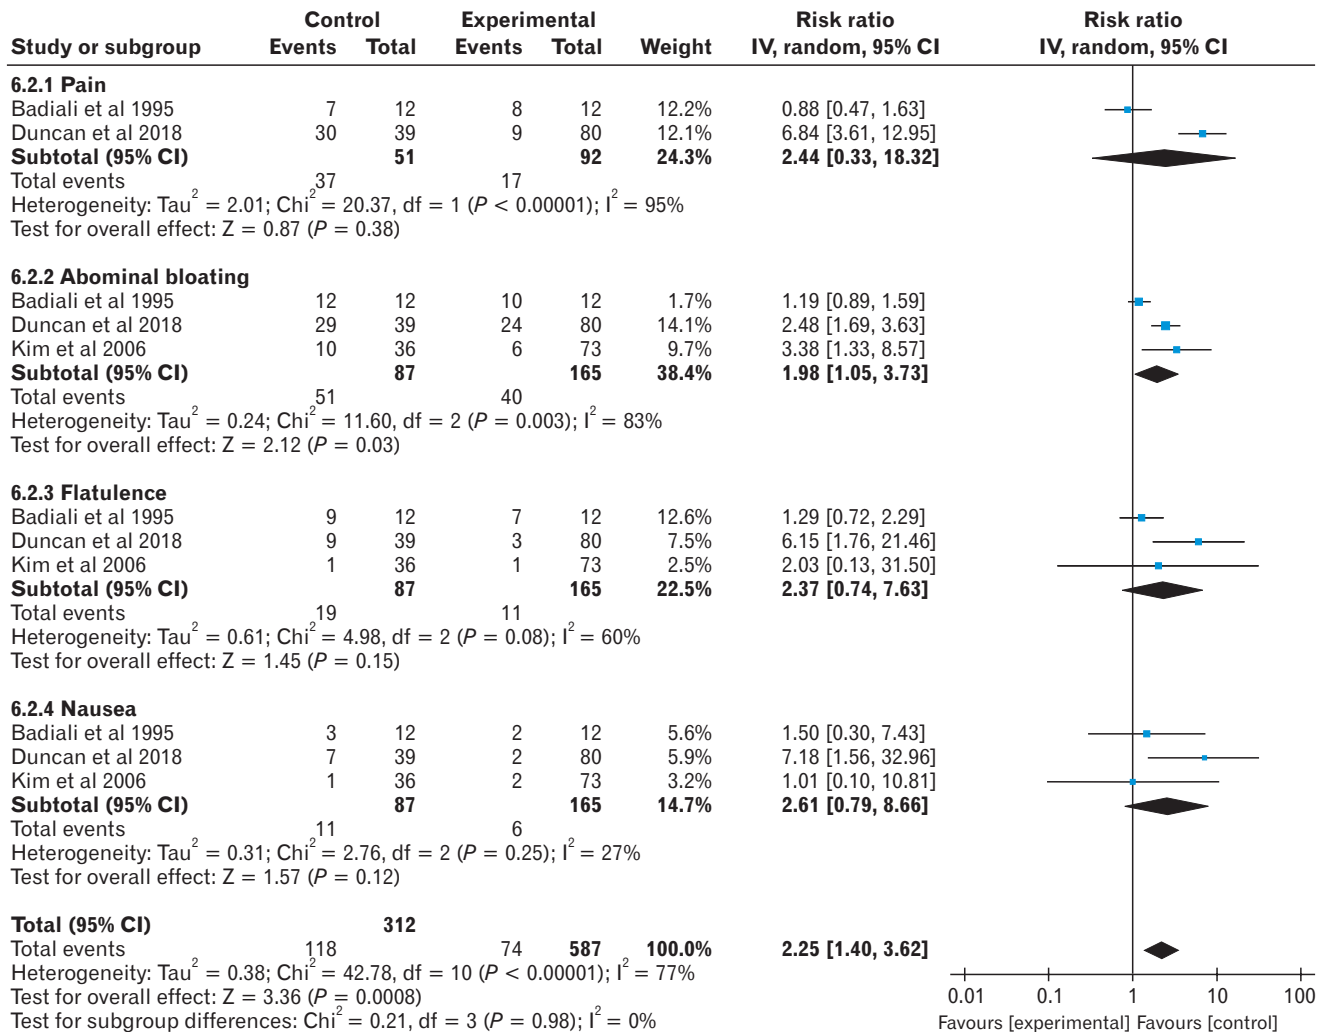 Control Experimental Risk ratio Risk ratio
Study or subgroup Events Total Events Total Weight IV, random, 95% CI IV, random, 95% CI
6.2.1 Pain
Badiali et al 1995 7 12 8 12 12.2% 0.88 [0.47, 1.63]
Duncan et al 2018 30 39 9 80 12.1% 6.84 [3.61, 12.95]
Subtotal (95% CI) 51 92 24.3% 2.44 [0.33, 18.32]
Total events 37 17
Heterogeneity: Tau² = 2.01; Chi² = 20.37, df = 1 (P < 0.00001); I² = 95%
Test for overall effect: Z = 0.87 (P = 0.38)
6.2.2 Abominal bloating
Badiali et al 1995 12 12 10 12 1.7% 1.19 [0.89, 1.59]
Duncan et al 2018 29 39 24 80 14.1% 2.48 [1.69, 3.63]
Kim et al 2006 10 36 6 73 9.7% 3.38 [1.33, 8.57]
Subtotal (95% CI) 87 165 38.4% 1.98 [1.05, 3.73]
Total events 51 40
Heterogeneity: Tau² = 0.24; Chi² = 11.60, df = 2 (P = 0.003); I² = 83%
Test for overall effect: Z = 2.12 (P = 0.03)
6.2.3 Flatulence
Badiali et al 1995 9 12 7 12 12.6% 1.29 [0.72, 2.29]
Duncan et al 2018 9 39 3 80 7.5% 6.15 [1.76, 21.46]
Kim et al 2006 1 36 1 73 2.5% 2.03 [0.13, 31.50]
Subtotal (95% CI) 87 165 22.5% 2.37 [0.74, 7.63]
Total events 19 11
Heterogeneity: Tau² = 0.61; Chi² = 4.98, df = 2 (P = 0.08); I² = 60%
Test for overall effect: Z = 1.45 (P = 0.15)
6.2.4 Nausea
Badiali et al 1995 3 12 2 12 5.6% 1.50 [0.30, 7.43]
Duncan et al 2018 7 39 2 80 5.9% 7.18 [1.56, 32.96]
Kim et al 2006 1 36 2 73 3.2% 1.01 [0.10, 10.81]
Subtotal (95% CI) 87 165 14.7% 2.61 [0.79, 8.66]
Total events 11 6
Heterogeneity: Tau² = 0.31; Chi² = 2.76, df = 2 (P = 0.25); I² = 27%
Test for overall effect: Z = 1.57 (P = 0.12)
Total (95% CI) 312
Total events 118 74 587 100.0% 2.25 [1.40, 3.62]
Heterogeneity: Tau² = 0.38; Chi² = 42.78, df = 10 (P < 0.00001); I² = 77%
Test for overall effect: Z = 3.36 (P = 0.0008)
Test for subgroup differences: Chi² = 0.21, df = 3 (P = 0.98); I² = 0%
0.01 0.1 1 10 100
Favours [experimental] Favours [control]